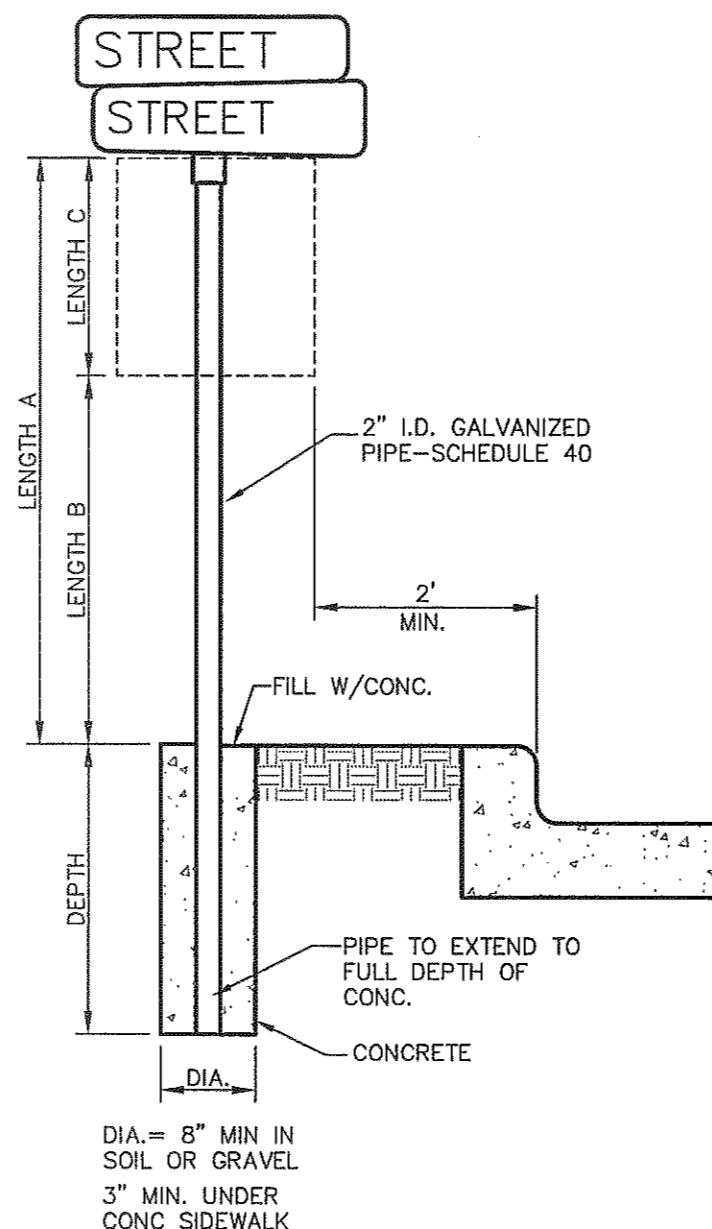 STREET
STREET
LENGTH C
LENGTH A
2" I.D. GALVANIZED
PIPE-SCHEDULE 40
LENGTH B
2'
MIN.
FILL W/CONC.
DEPTH
PIPE TO EXTEND TO
FULL DEPTH OF
CONC.
CONCRETE
DIA.
DIA.= 8" MIN IN
SOIL OR GRAVEL
3" MIN. UNDER
CONC SIDEWALK